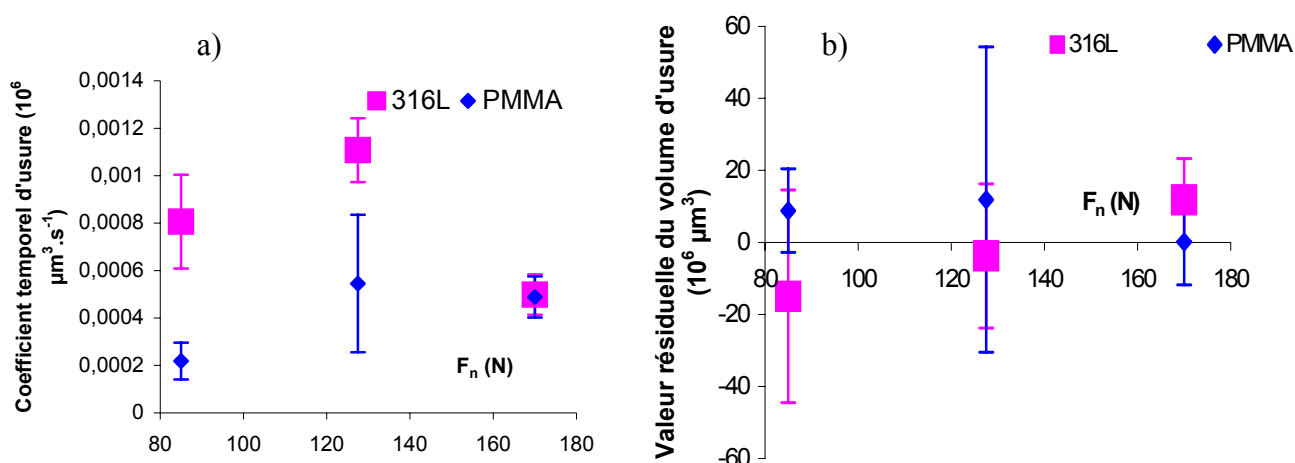 a)
Coefficient temporel d'usure (10⁶
µm³.s⁻¹)
0,0014
0,0012
0,001
0,0008
0,0006
0,0004
0,0002
0
316L PMMA
Fn (N)
80 100 120 140 160 180
b)
Valeur résiduelle du volume d'usure
(10⁶ µm³)
60
40
20
0
-20
-40
-60
316L PMMA
Fn (N)
80 100 120 140 160 180